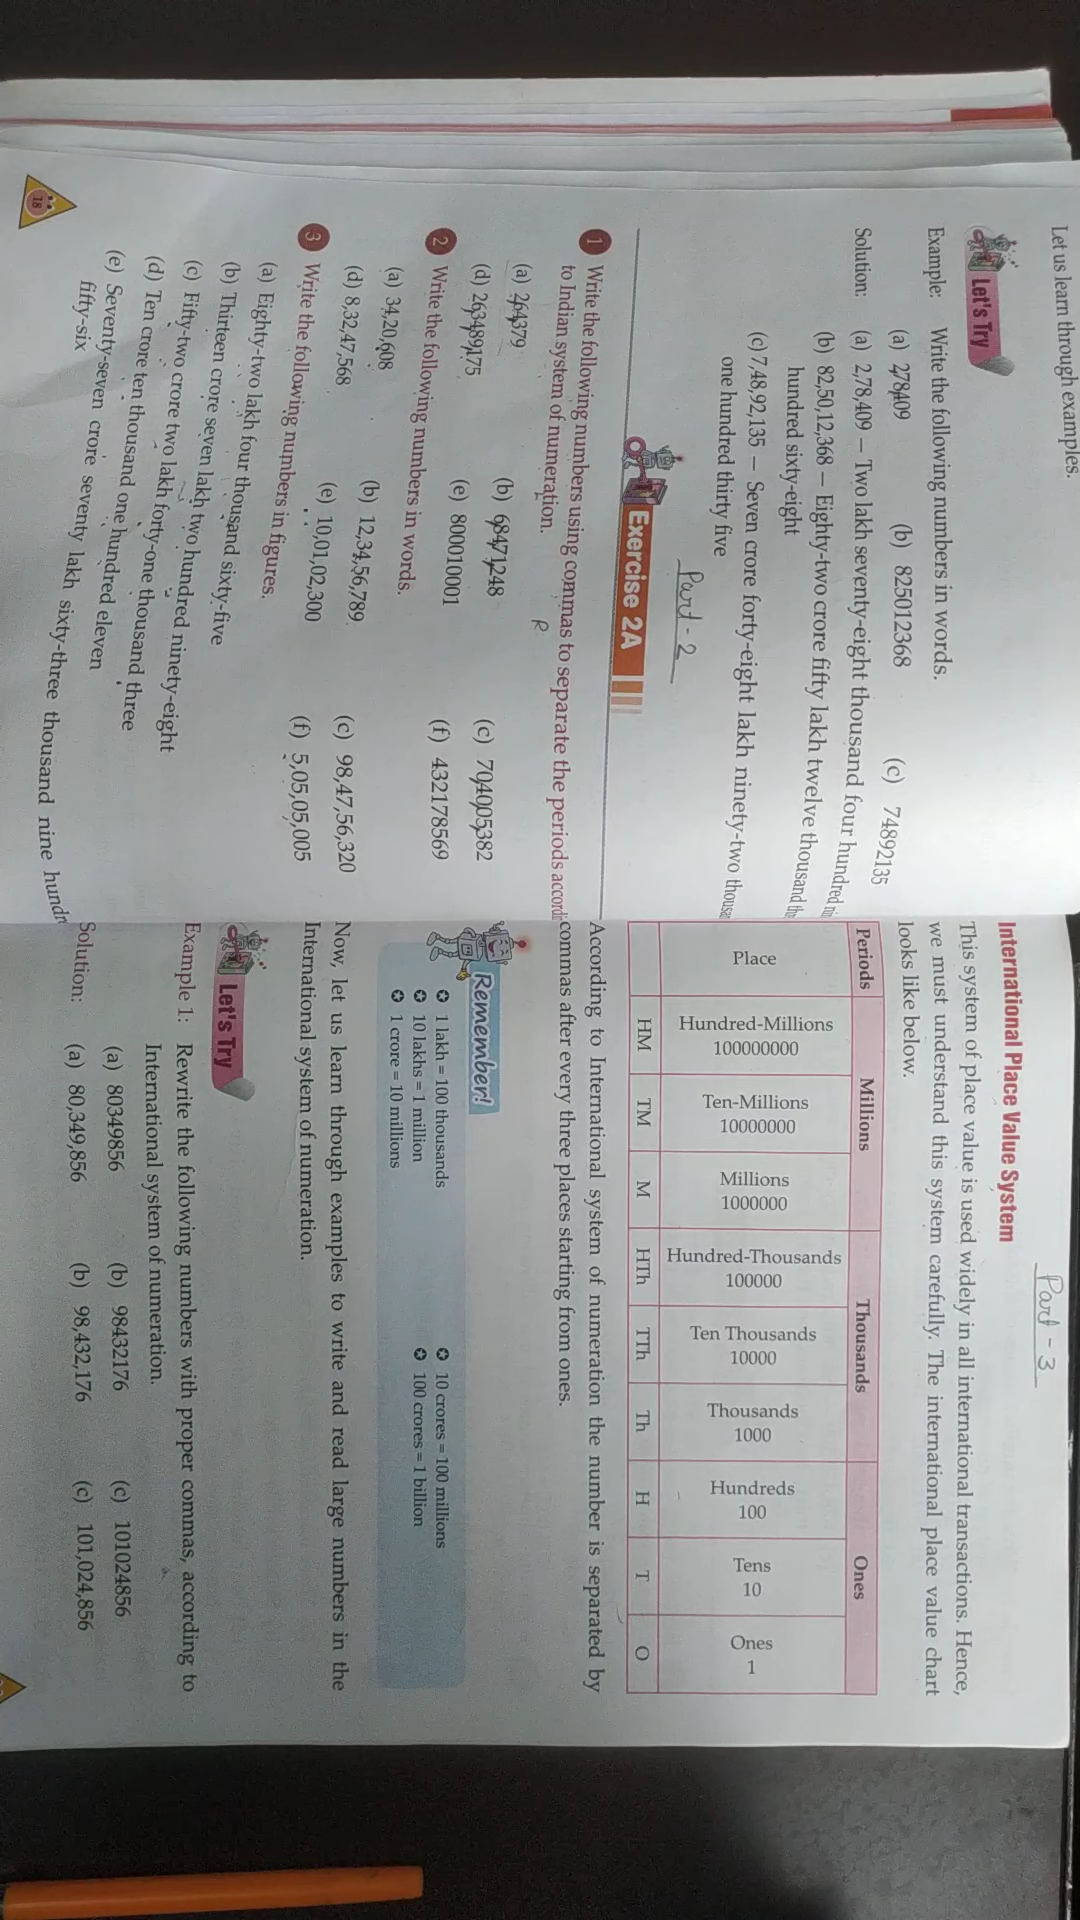 Let us learn through examples.
Let's Try
Example: Write the following numbers in words.
(a) 278409 (b) 825012368 (c) 74892135
Solution: (a) 2,78,409 – Two lakh seventy-eight thousand four hundred
(b) 82,50,12,368 – Eighty-two crore fifty lakh twelve thousand
hundred sixty-eight
(c) 7,48,92,135 – Seven crore forty-eight lakh ninety-two
one hundred thirty five
Part - 2
Exercise 2A
1 Write the following numbers using commas to separate the periods
to Indian system of numeration.
(a) 264379 (b) 68471248 (c) 704005382
(d) 263489175 (e) 800010001 (f) 432178569
2 Write the following numbers in words.
(a) 34,20,608 (b) 12,34,56,789 (c) 98,47,56,320
(d) 8,32,47,568 (e) 10,01,02,300 (f) 5,05,05,005
3 Write the following numbers in figures.
(a) Eighty-two lakh four thousand sixty-five
(b) Thirteen crore seven lakh two hundred ninety-eight
(c) Fifty-two crore two lakh forty-one thousand three
(d) Ten crore ten thousand one hundred eleven
(e) Seventy-seven crore seventy lakh sixty-three thousand nine
fifty-six
18
Part - 3
International Place Value System
This system of place value is used widely in all international transactions. Hence,
we must understand this system carefully. The international place value chart
looks like below.
Periods Millions Thousands Ones
Place Hundred-Millions 100000000 Ten-Millions 10000000 Millions 1000000 Hundred-Thousands 100000 Ten Thousands 10000 Thousands 1000 Hundreds 100 Tens 10 Ones 1
HM TM M HTh TTh Th H T O
According to International system of numeration the number is separated by
commas after every three places starting from ones.
Remember!
1 lakh = 100 thousands 10 crores = 100 millions
10 lakhs = 1 million 100 crores = 1 billion
1 crore = 10 millions
Now, let us learn through examples to write and read large numbers in the
International system of numeration.
Let's Try
Example 1: Rewrite the following numbers with proper commas, according to
International system of numeration.
(a) 80349856 (b) 98432176 (c) 101024856
Solution: (a) 80,349,856 (b) 98,432,176 (c) 101,024,856